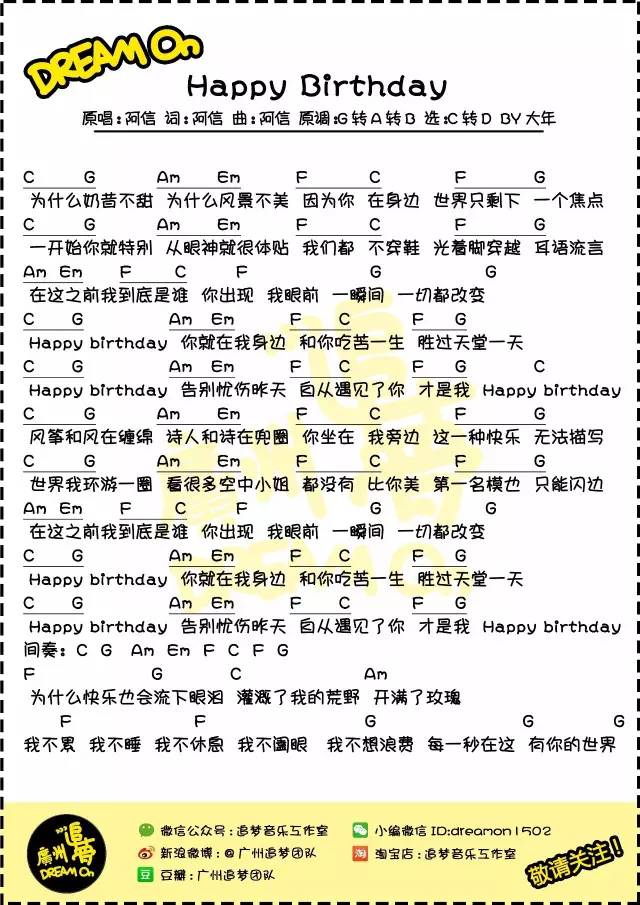 DREAM On
Happy Birthday
原唱:阿信 词:阿信 曲:阿信 原调:G转A转B 选:C转D BY大年
C G Am Em F C F G
为什么奶昔不甜 为什么风景不美 因为你 在身边 世界只剩下 一个焦点
C G Am Em F C F G
一开始你就特别 从眼神就很体贴 我们都 不穿鞋 光着脚穿越 耳语流言
Am Em F C F G G
在这之前我到底是谁 你出现 我眼前 一瞬间 一切都改变
C G Am Em F C F G
Happy birthday 你就在我身边 和你吃苦一生 胜过天堂一天
C G Am Em F C F G C
Happy birthday 告别忧伤昨天 自从遇见了你 才是我 Happy birthday
C G Am Em F C F G
风筝和风在缠绵 诗人和诗在兜圈 你坐在 我旁边 这一种快乐 无法描写
C G Am Em F C F G
世界我环游一圈 看很多空中小姐 都没有 比你美 第一名模也 只能闪边
Am Em F C F G G
在这之前我到底是谁 你出现 我眼前 一瞬间 一切都改变
C G Am Em F C F G
Happy birthday 你就在我身边 和你吃苦一生 胜过天堂一天
C G Am Em F C F G
Happy birthday 告别忧伤昨天 自从遇见了你 才是我 Happy birthday
间奏: C G Am Em F C F G
F G C Am
为什么快乐也会流下眼泪 灌溉了我的荒野 开满了玫瑰
F F G G G
我不累 我不睡 我不休息 我不阖眼 我不想浪费 每一秒在这 有你的世界
追梦
廣州
DREAM On
微信公众号:追梦音乐工作室
小编微信ID:dreamon1502
新浪微博:@广州追梦团队
淘宝店:追梦音乐工作室
豆瓣:广州追梦团队
敬请关注!